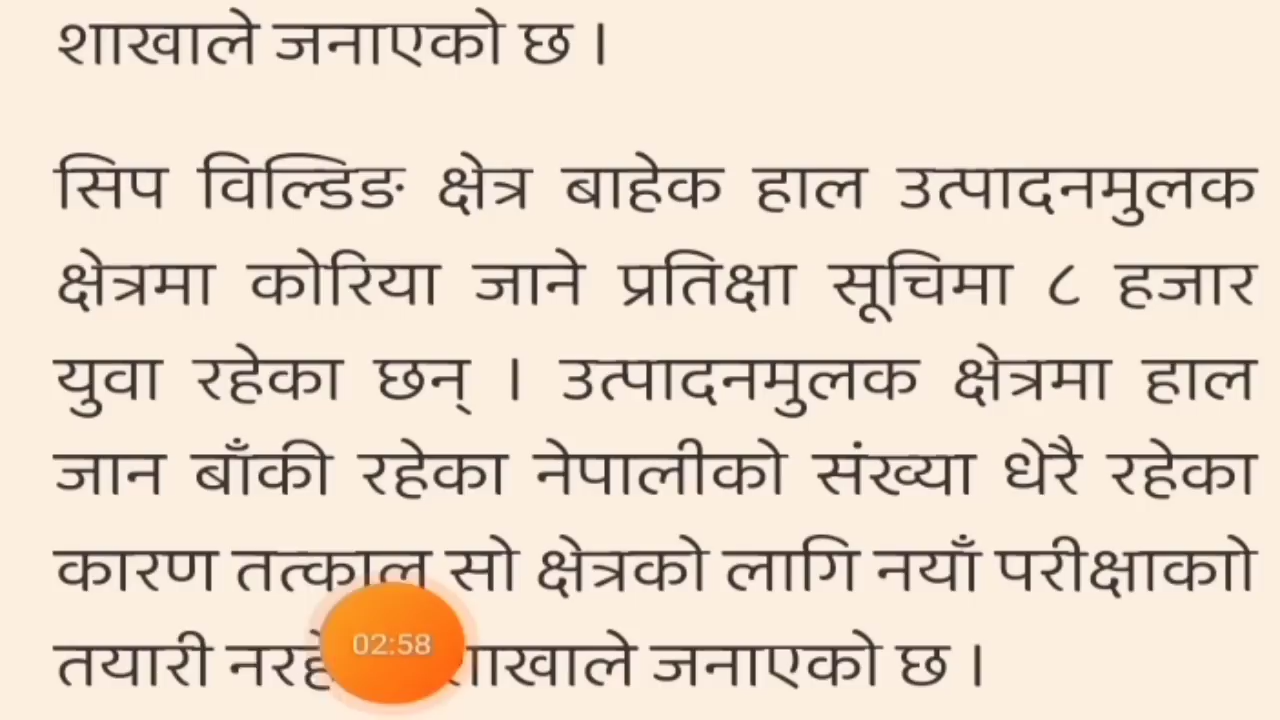 शाखाले जनाएको छ ।
सिप विल्डिङ क्षेत्र बाहेक हाल उत्पादनमुलक
क्षेत्रमा कोरिया जाने प्रतिक्षा सूचिमा ८ हजार
युवा रहेका छन् । उत्पादनमुलक क्षेत्रमा हाल
जान बाँकी रहेका नेपालीको संख्या धेरै रहेका
कारण तत्काल सो क्षेत्रको लागि नयाँ परीक्षाकाो
तयारी जनाएको छ ।
02:58